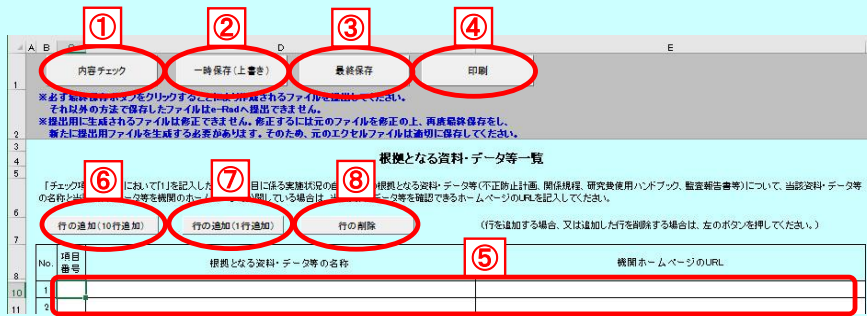 ① ② ③ ④
A B D E
内容チェック 一時保存(上書き) 最終保存 印刷
1
※必ず最終保存ボタンをクリックすることにより作成されるファイルを提出してください。
それ以外の方法で保存したファイルはe-Radへ提出できません。
※提出用に生成されるファイルは修正できません。修正するには元のファイルを修正の上、再度最終保存をし、
2 新たに提出用ファイルを生成する必要があります。そのため、元のエクセルファイルは適切に保存してください。
3
4 根拠となる資料・データ等一覧
5
⑥ ⑦ ⑧
「チェック において「1」を記入した 目に係る実施状況の 根拠となる資料・データ等(不正防止計画、関係規程、研究費使用ハンドブック、監査報告書等)について、当該資料・データ等
の名称と ータ等を機関のホーム 開している場合は、 データ等を確認できるホームページのURLを記入してください。
6
行の追加(10行追加) 行の追加(1行追加) 行の削除 (行を追加する場合、又は追加した行を削除する場合は、左のボタンを押してください。)
7
⑤
8 No. 項目番号 根拠となる資料・データ等の名称 機関ホームページのURL
10 1
11 2